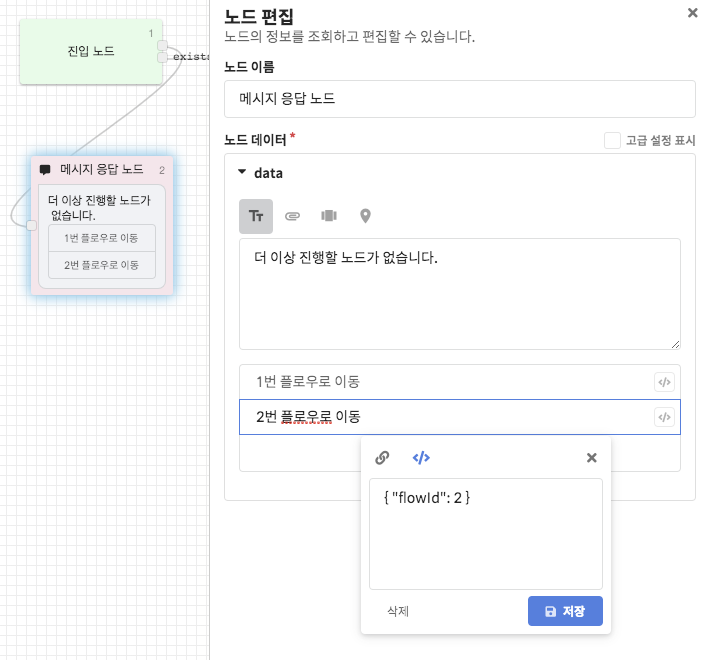 1
진입 노드
exists
메시지 응답 노드 2
더 이상 진행할 노드가
없습니다.
1번 플로우로 이동
2번 플로우로 이동
노드 편집
노드의 정보를 조회하고 편집할 수 있습니다.
노드 이름
메시지 응답 노드
노드 데이터* 고급 설정 표시
data
Tт
더 이상 진행할 노드가 없습니다.
1번 플로우로 이동 </>
2번 플로우로 이동 </>
</>
{ "flowId": 2 }
삭제 저장